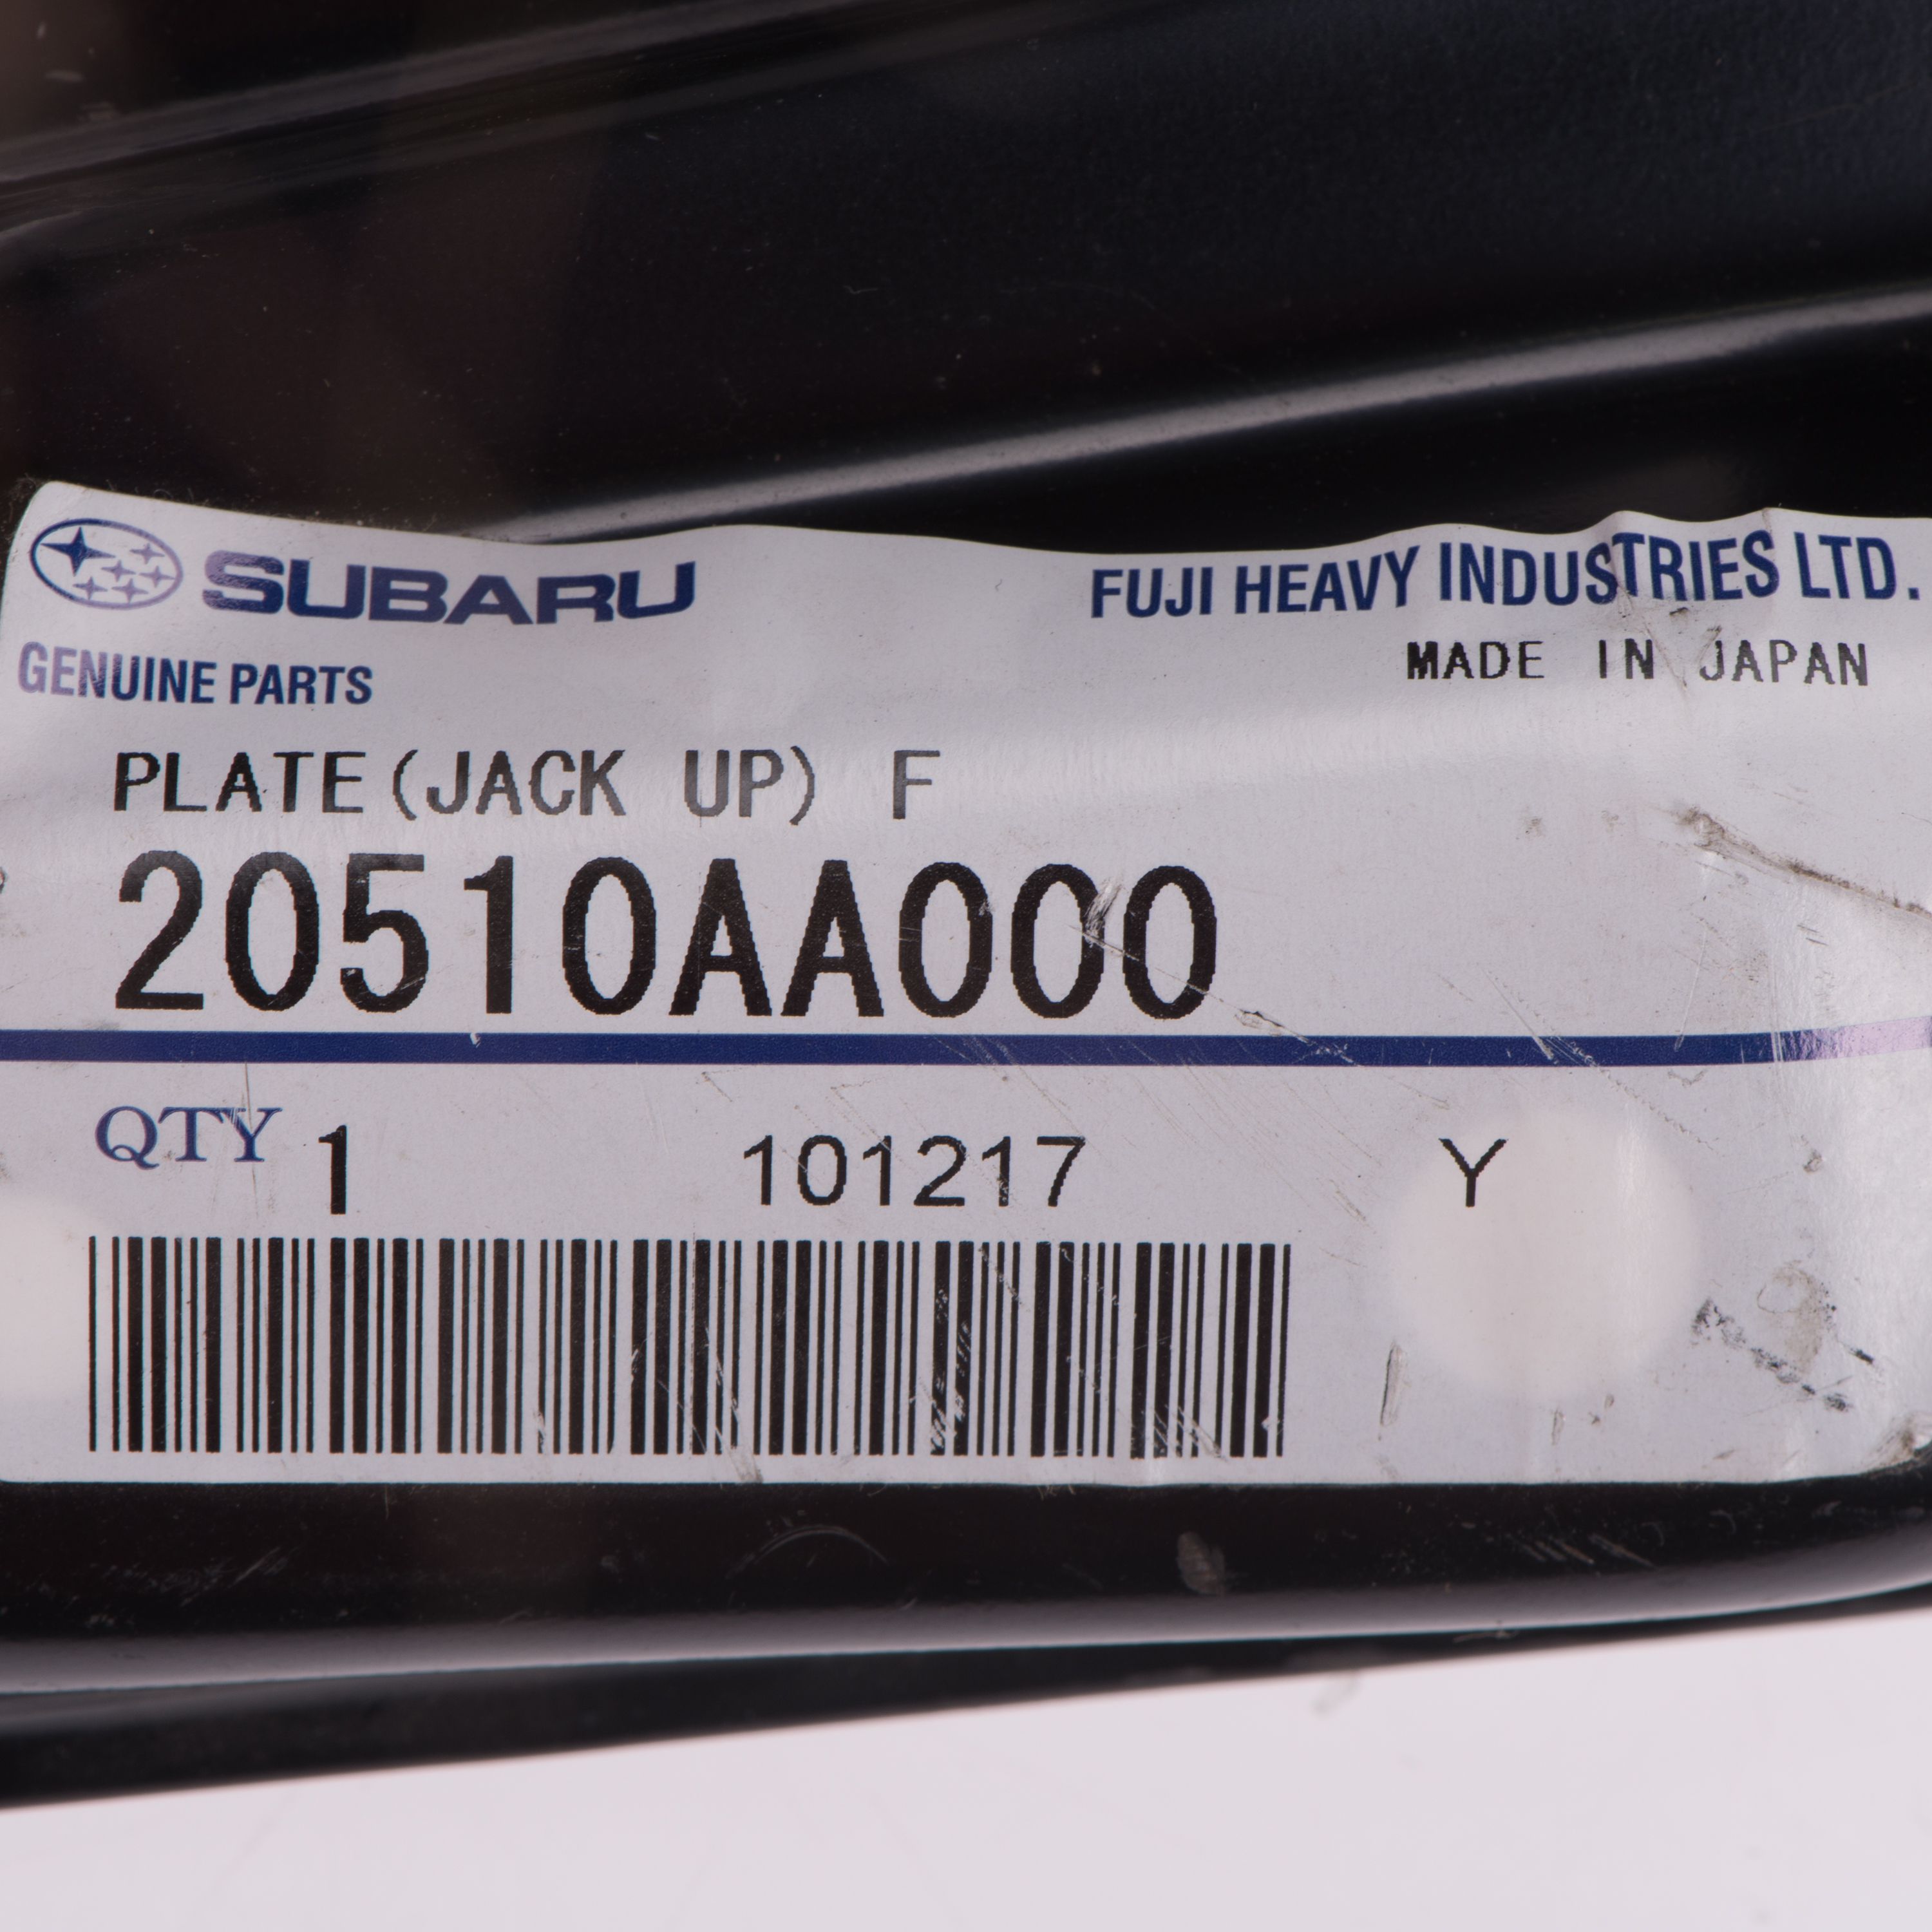 SUBARU
FUJI HEAVY INDUSTRIES LTD.
GENUINE PARTS
MADE IN JAPAN
PLATE(JACK UP) F
20510AA000
QTY 1 101217 Y